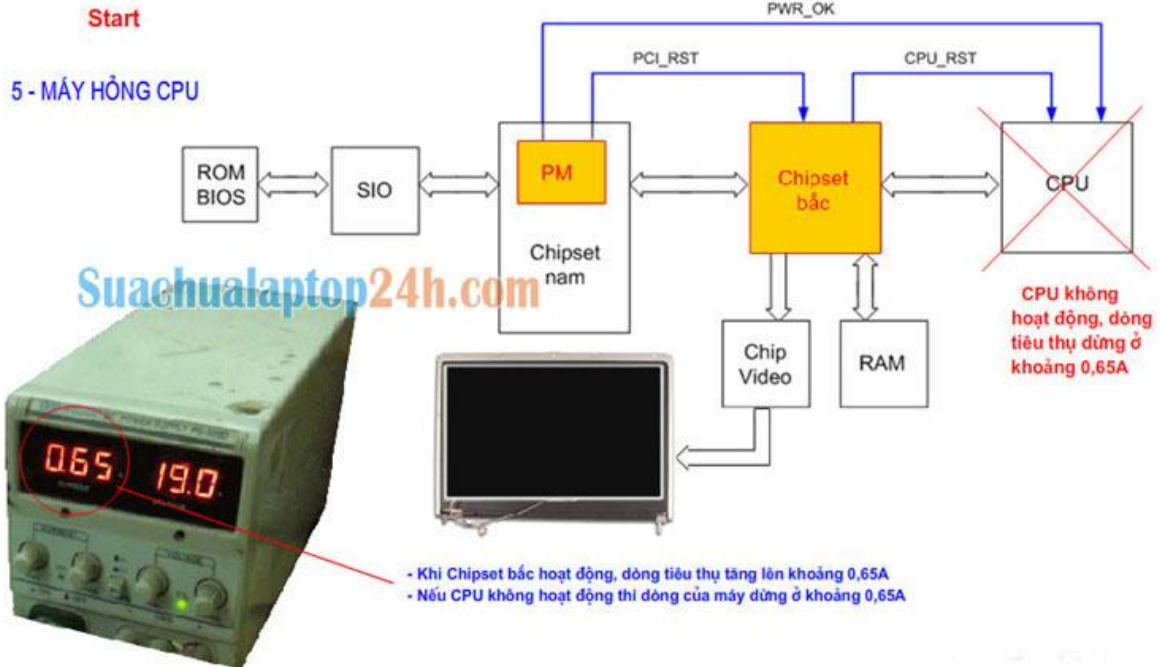 Start
PWR_OK
PCI_RST
CPU_RST
5 - MÁY HỎNG CPU
ROM
BIOS
SIO
PM
Chipset
nam
Chipset
bắc
CPU
Suachualaptop24h.com
CPU không
hoạt động, dòng
tiêu thụ dừng ở
khoảng 0,65A
Chip
Video
RAM
0.65 19.0
- Khi Chipset bắc hoạt động, dòng tiêu thụ tăng lên khoảng 0,65A
- Nếu CPU không hoạt động thì dòng của máy dừng ở khoảng 0,65A